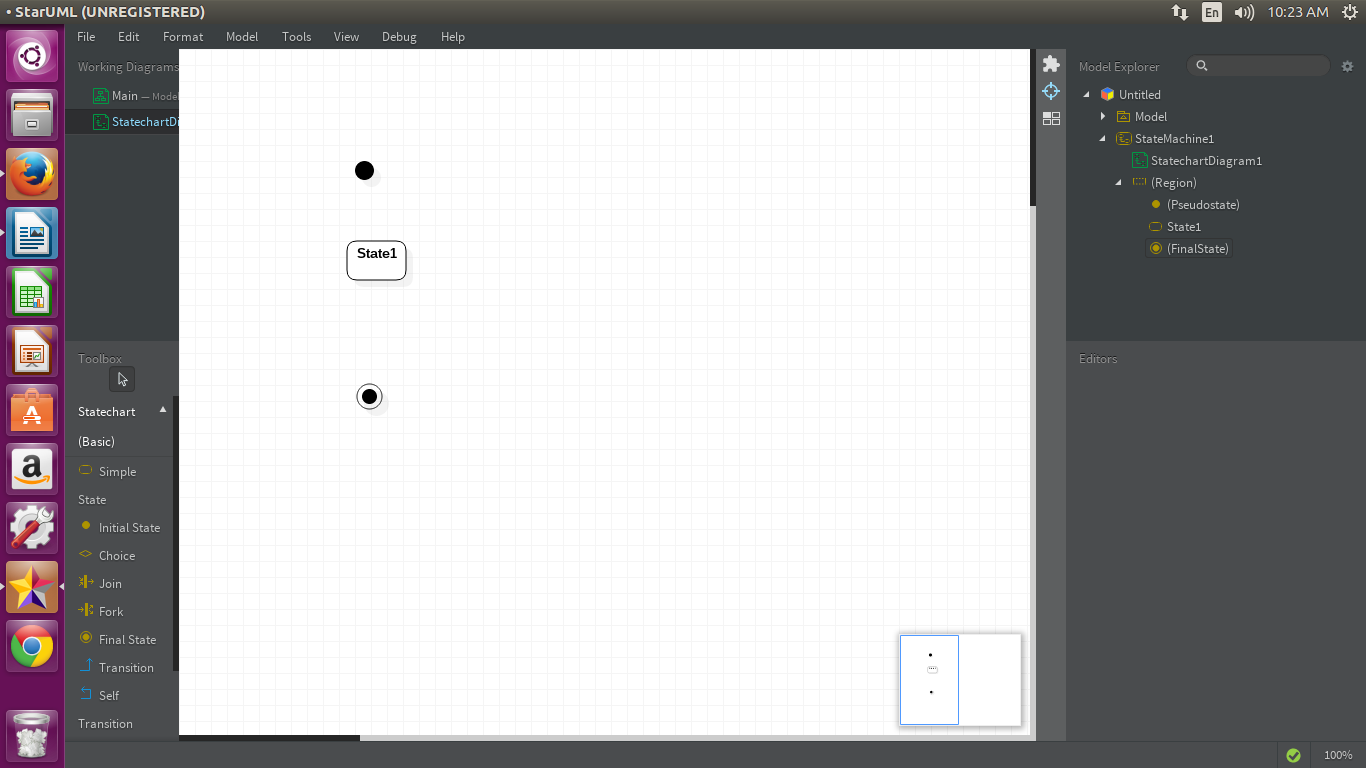 • StarUML (UNREGISTERED)
En
10:23 AM
File Edit Format Model Tools View Debug Help
Working Diagrams
Main — Model
StatechartDi
Toolbox
Statechart
(Basic)
Simple
State
Initial State
Choice
Join
Fork
Final State
Transition
Self
Transition
State1
Model Explorer
Untitled
Model
StateMachine1
StatechartDiagram1
(Region)
(Pseudostate)
State1
(FinalState)
Editors
100%